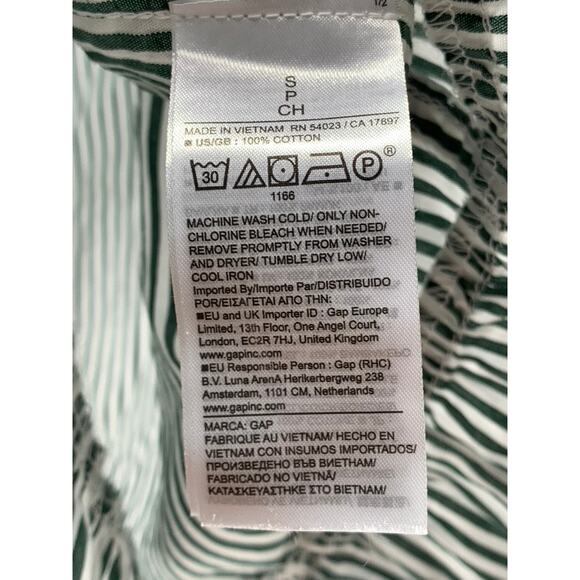 1/2
S
P
CH
MADE IN VIETNAM RN 54023 / CA 17897
US/GB : 100% COTTON
30 P ®
1166
MACHINE WASH COLD/ ONLY NON-
CHLORINE BLEACH WHEN NEEDED/
REMOVE PROMPTLY FROM WASHER
AND DRYER/ TUMBLE DRY LOW/
COOL IRON
Imported By/Importe Par/DISTRIBUIDO
POR/ΕΙΣΑΓΕΤΑΙ ΑΠΟ ΤΗΝ:
■EU and UK Importer ID : Gap Europe
Limited, 13th Floor, One Angel Court,
London, EC2R 7HJ, United Kingdom
www.gapinc.com
■EU Responsible Person : Gap (RHC)
B.V. Luna ArenA Herikerbergweg 238
Amsterdam, 1101 CM, Netherlands
www.gapinc.com
MARCA: GAP
FABRIQUE AU VIETNAM/ HECHO EN
VIETNAM CON INSUMOS IMPORTADOS/
ПРОИЗВЕДЕНО ВЪВ ВИЕТНАМ/
FABRICADO NO VIETNÃ/
ΚΑΤΑΣΚΕΥΑΣΤΗΚΕ ΣΤΟ ΒΙΕΤΝΑΜ/